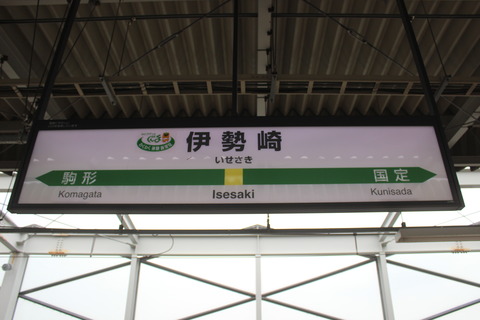 伊勢崎
いせさき
駒形
国定
Komagata
Isesaki
Kunisada